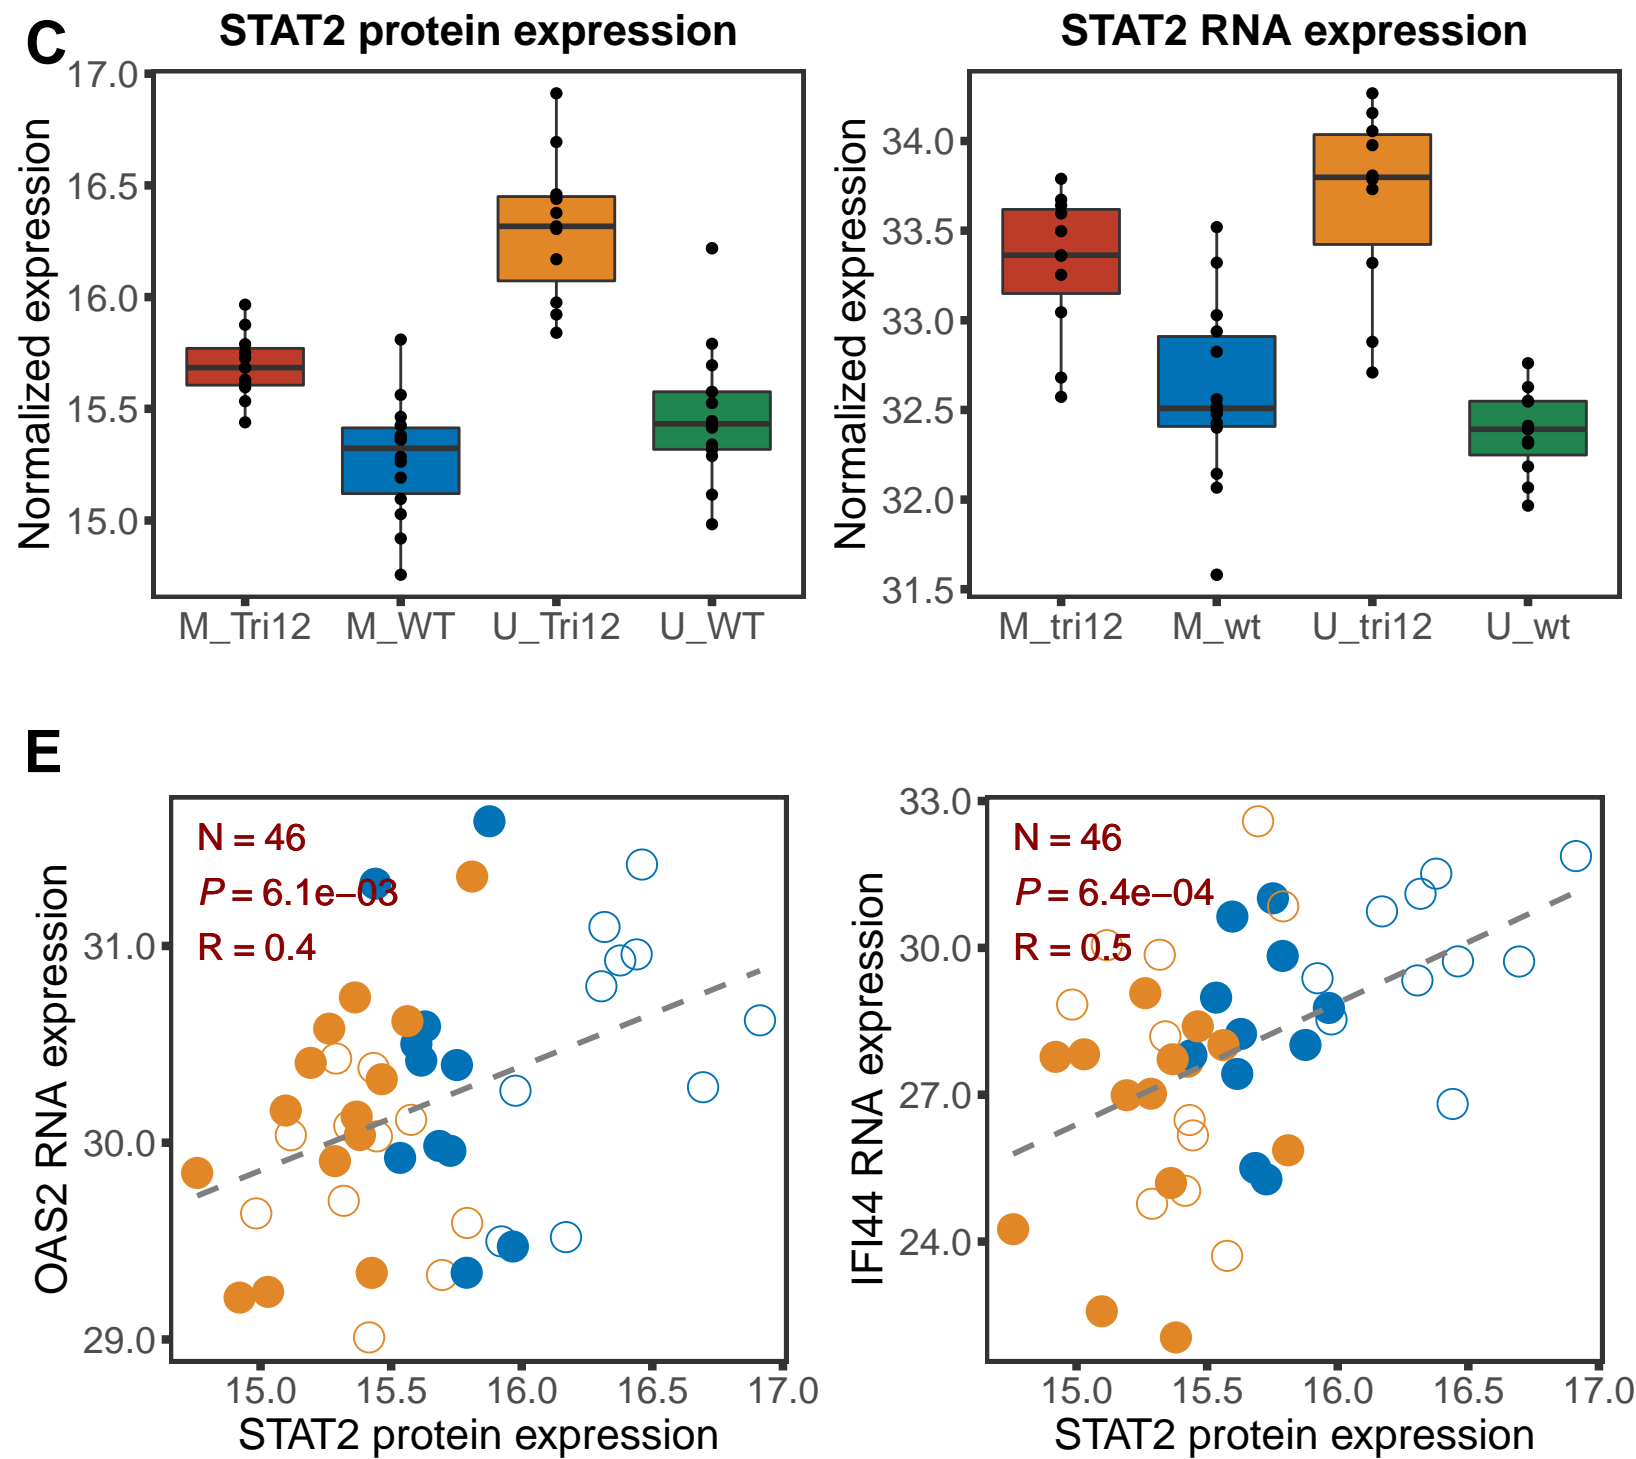 C
STAT2 protein expression
Normalized expression
17.0
16.5
16.0
15.5
15.0
M_Tri12 M_WT U_Tri12 U_WT
STAT2 RNA expression
Normalized expression
34.0
33.5
33.0
32.5
32.0
31.5
M_tri12 M_wt U_tri12 U_wt
E
OAS2 RNA expression
31.0
30.0
29.0
N = 46
P = 6.1e−03
R = 0.4
15.0 15.5 16.0 16.5 17.0
STAT2 protein expression
IFI44 RNA expression
33.0
30.0
27.0
24.0
N = 46
P = 6.4e−04
R = 0.5
15.0 15.5 16.0 16.5 17.0
STAT2 protein expression